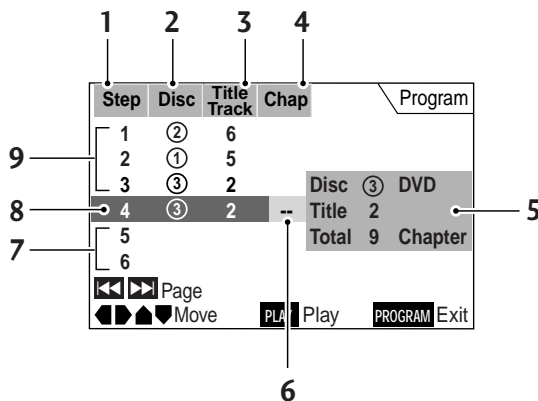 1 2 3 4
Step Disc Title Track Chap Program
1 ② 6
2 ① 5
9
3 ③ 2 Disc ③ DVD
8 4 ③ 2 -- Title 2 5
5 Total 9 Chapter
7
6
Page
Move PLAY Play PROGRAM Exit
6